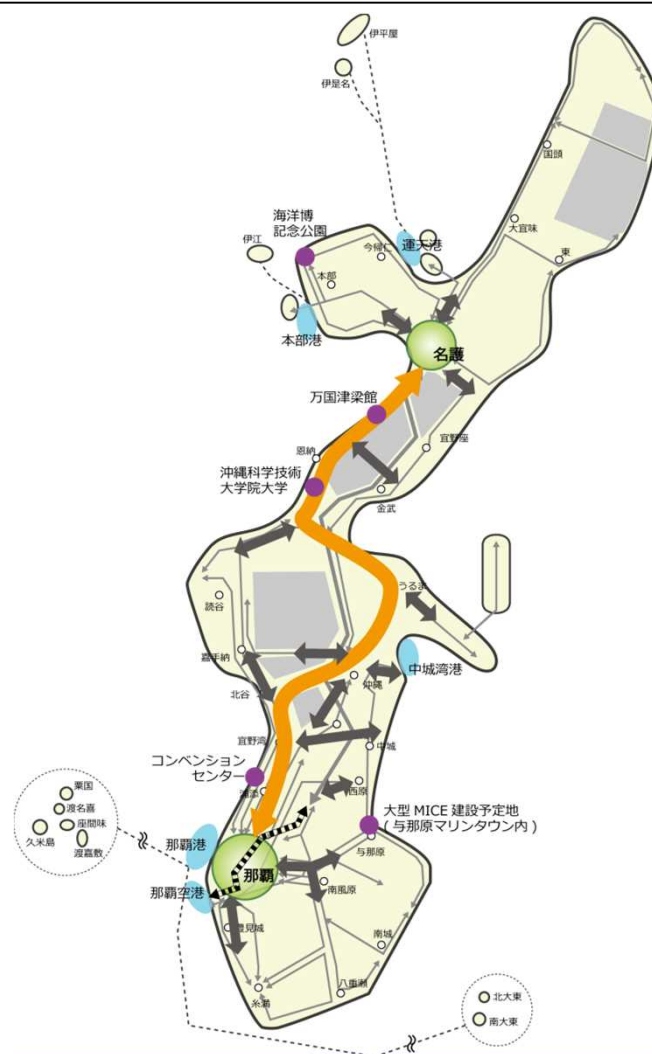 伊平屋
伊是名
国頭
海洋博
記念公園
今帰仁
運天港
大宜味
伊江
東
本部
本部港
名護
万国津梁館
宜野座
恩納
沖縄科学技術
大学院大学
金武
うるま
読谷
嘉手納
中城湾港
沖縄
北谷
宜野湾
中城
コンベンション
センター
浦添
西原
粟国
渡名喜
座間味
久米島
渡嘉敷
大型 MICE 建設予定地
( 与那原マリンタウン内 )
那覇港
与那原
那覇
那覇空港
南風原
豊見城
南城
糸満
八重瀬
北大東
南大東